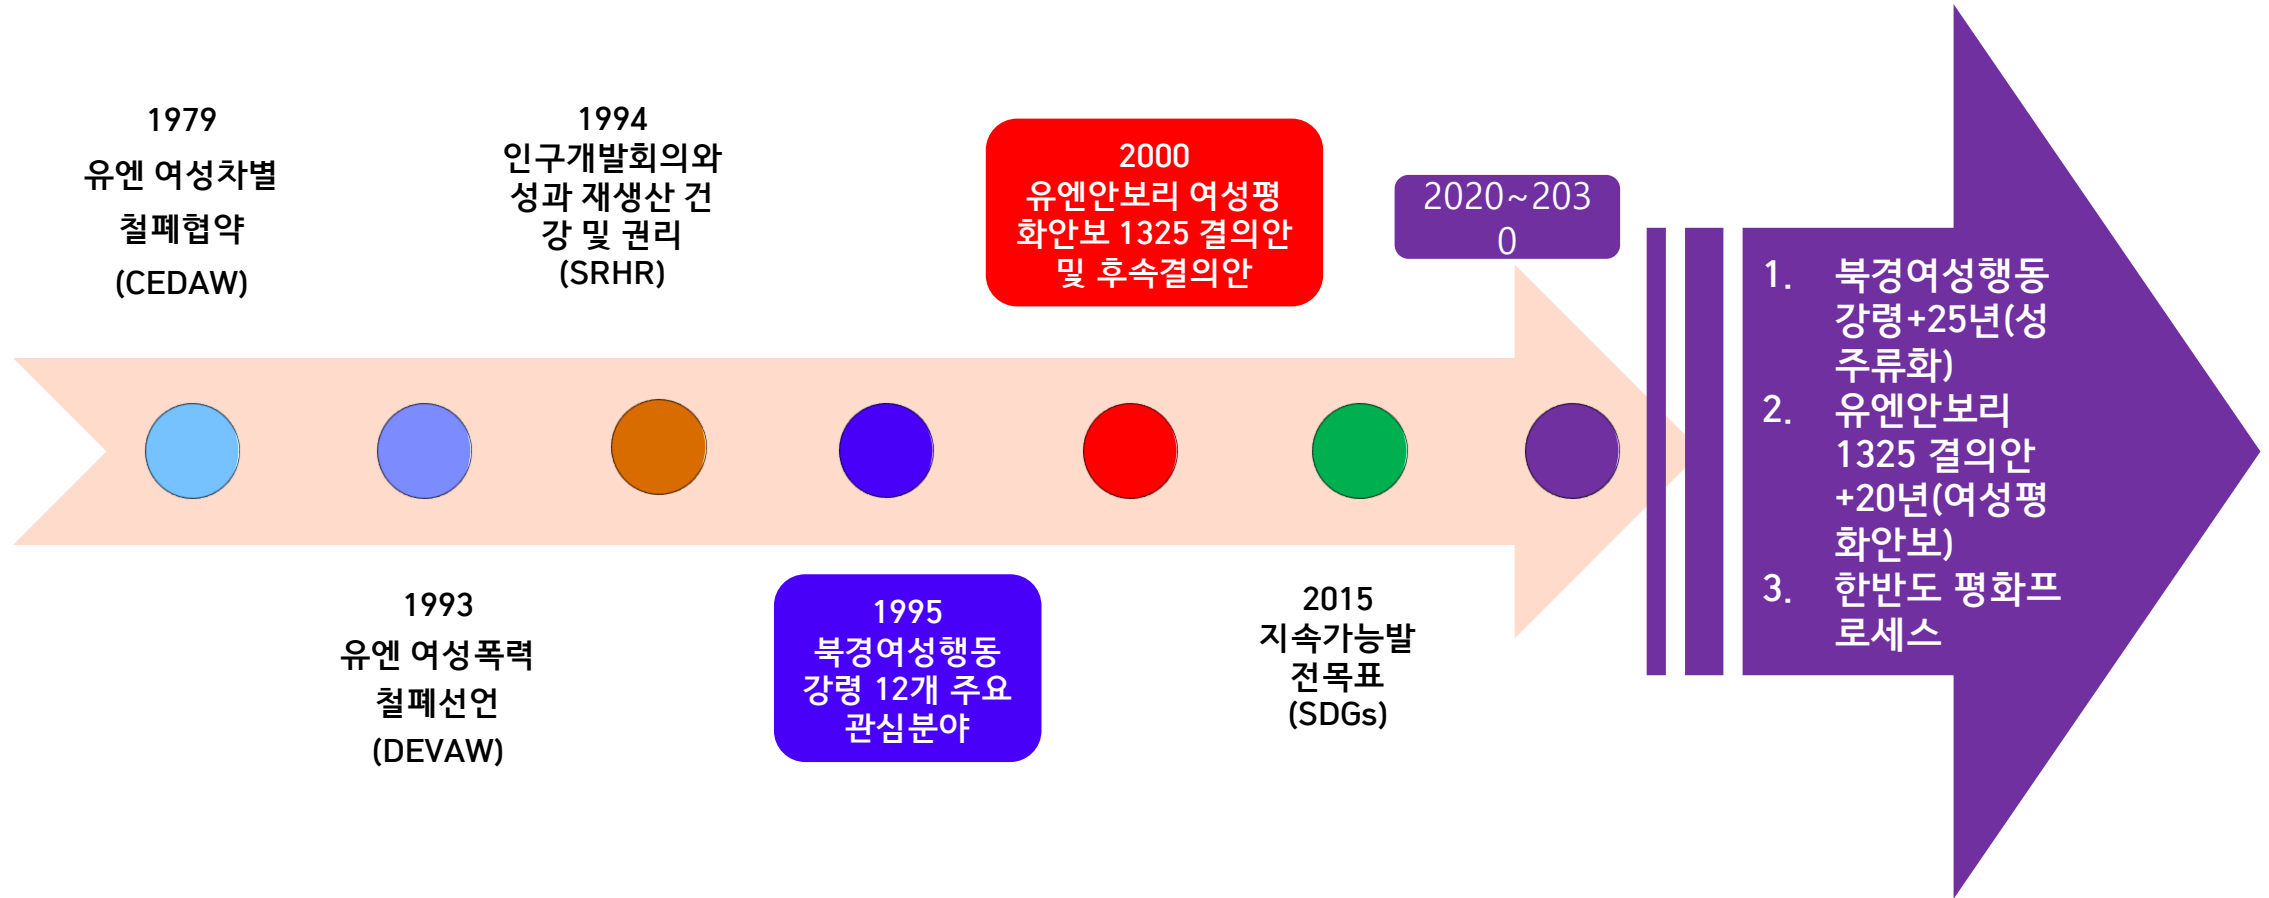 1979
유엔 여성차별
철폐협약
(CEDAW)
1993
유엔 여성폭력
철폐선언
(DEVAW)
1994
인구개발회의와
성과 재생산 건
강 및 권리
(SRHR)
1995
북경여성행동
강령 12개 주요
관심분야
2000
유엔안보리 여성평
화안보 1325 결의안
및 후속결의안
2015
지속가능발
전목표
(SDGs)
2020~203
0
1. 북경여성행동
강령+25년(성
주류화)
2. 유엔안보리
1325 결의안
+20년(여성평
화안보)
3. 한반도 평화프
로세스